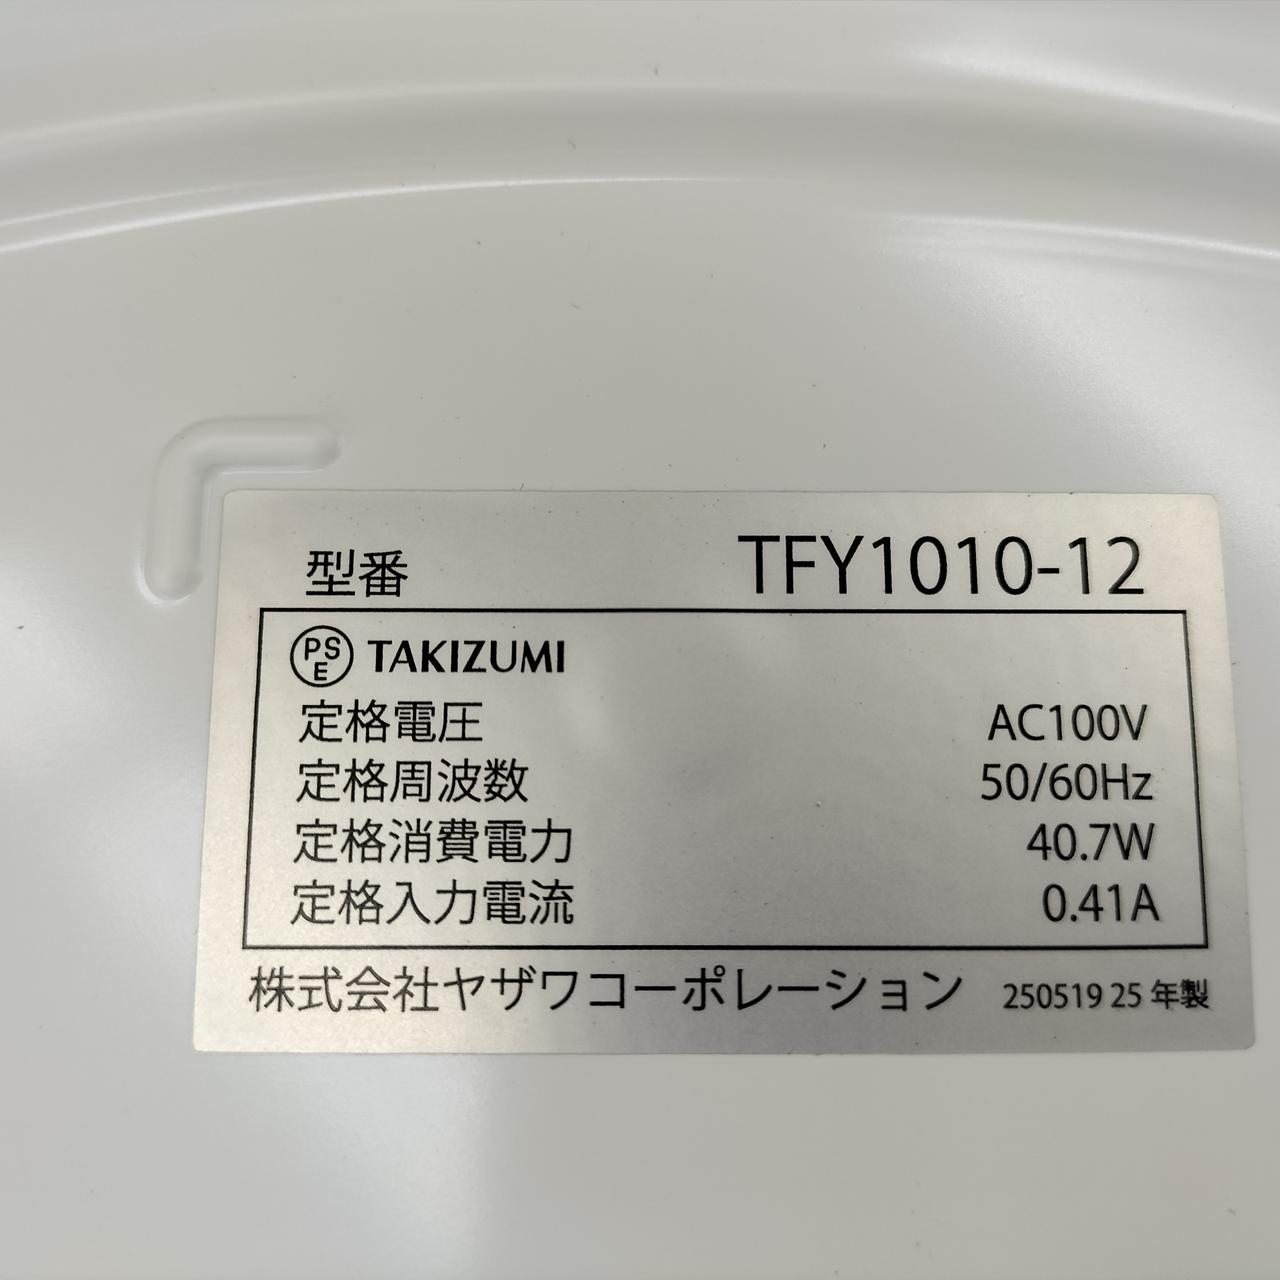 型番 TFY1010-12
PSE TAKIZUMI
定格電圧 AC100V
定格周波数 50/60Hz
定格消費電力 40.7W
定格入力電流 0.41A
株式会社ヤザワコーポレーション 250519 25 年製